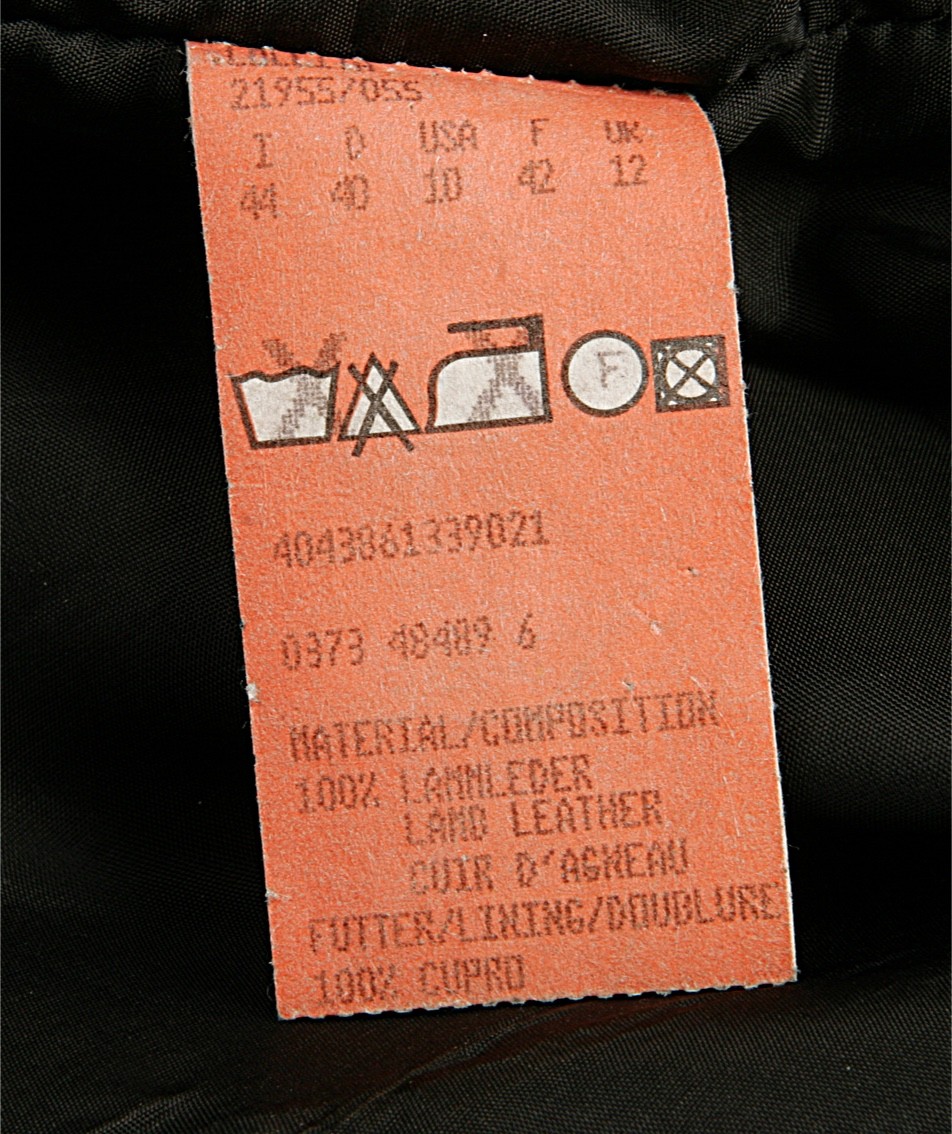 21955/055
I D USA F UK
44 40 10 42 12
F
4043861339021
0373 48489 6
MATERIAL/COMPOSITION
100% LAMMLEDER
LAMB LEATHER
CUIR D'AGNEAU
FUTTER/LINING/DOUBLURE
100% CUPRO